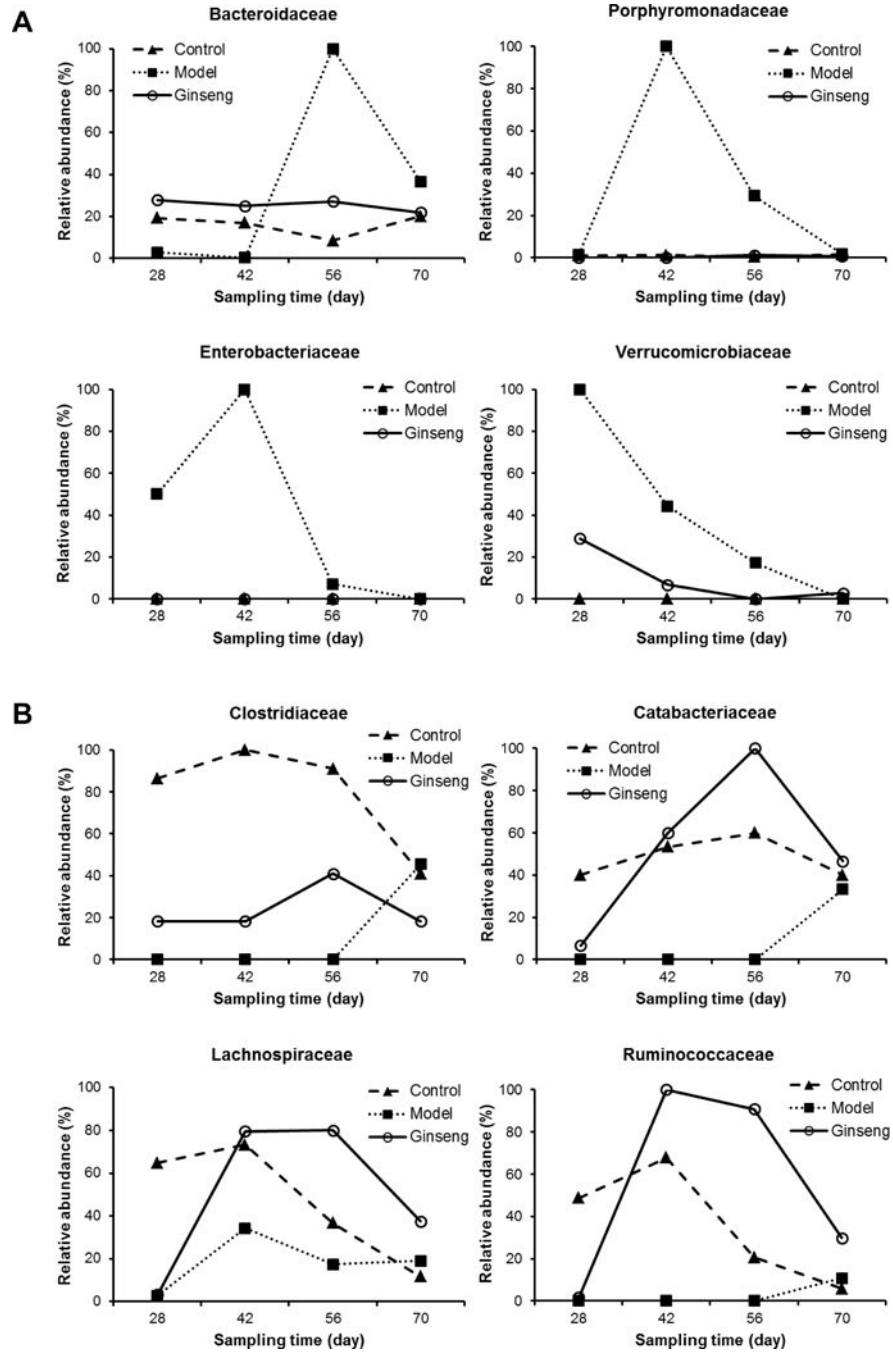 A
Bacteroidaceae
Relative abundance (%)
100
80
60
40
20
0
Control
Model
Ginseng
28
42
56
70
Sampling time (day)
Porphyromonadaceae
Relative abundance (%)
100
80
60
40
20
0
Control
Model
Ginseng
28
42
56
70
Sampling time (day)
Enterobacteriaceae
Relative abundance (%)
100
80
60
40
20
0
Control
Model
Ginseng
28
42
56
70
Sampling time (day)
Verrucomicrobiaceae
Relative abundance (%)
100
80
60
40
20
0
Control
Model
Ginseng
28
42
56
70
Sampling time (day)
B
Clostridiaceae
Relative abundance (%)
100
80
60
40
20
0
Control
Model
Ginseng
28
42
56
70
Sampling time (day)
Catabacteriaceae
Relative abundance (%)
100
80
60
40
20
0
Control
Model
Ginseng
28
42
56
70
Sampling time (day)
Lachnospiraceae
Relative abundance (%)
100
80
60
40
20
0
Control
Model
Ginseng
28
42
56
70
Sampling time (day)
Ruminococcaceae
Relative abundance (%)
100
80
60
40
20
0
Control
Model
Ginseng
28
42
56
70
Sampling time (day)